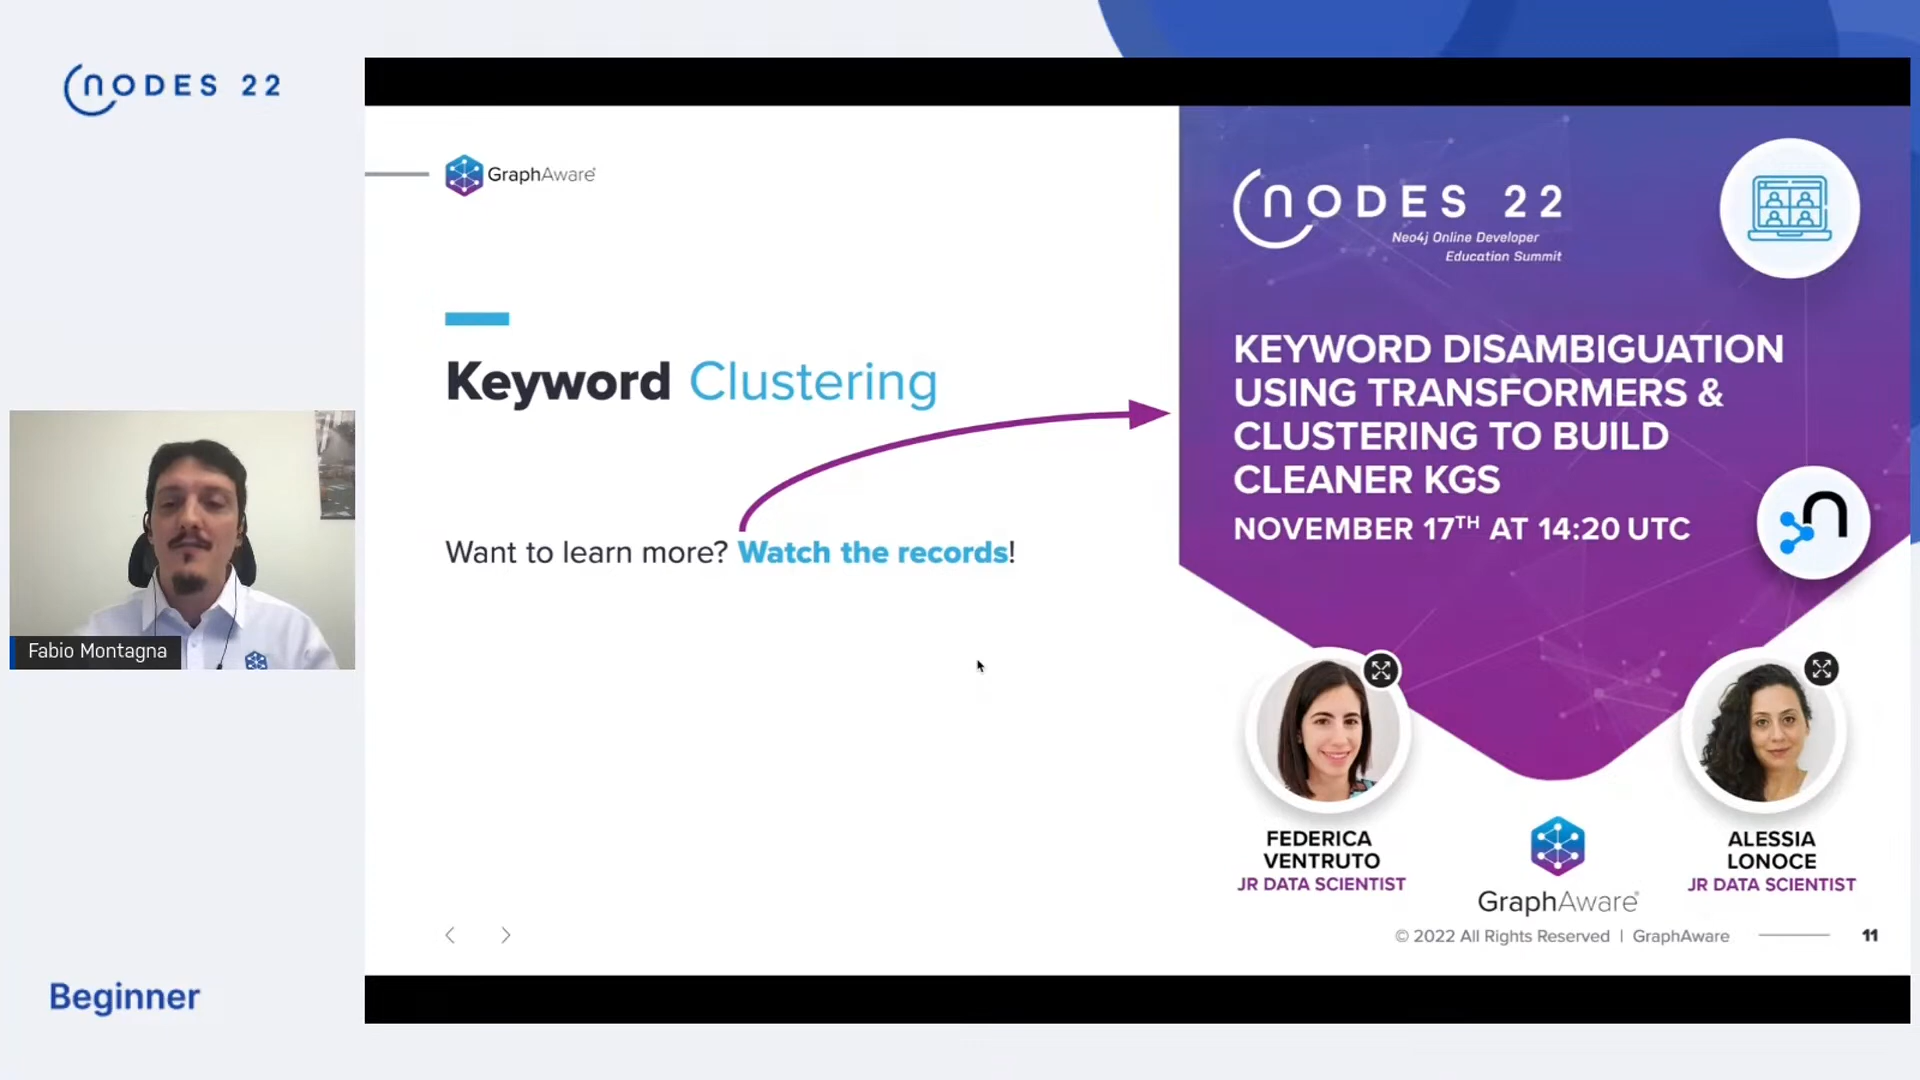 NODES 22
GraphAware
Keyword Clustering
Want to learn more? Watch the records!
NODES 22
Neo4j Online Developer
Education Summit
KEYWORD DISAMBIGUATION
USING TRANSFORMERS &
CLUSTERING TO BUILD
CLEANER KGS
NOVEMBER 17TH AT 14:20 UTC
n
Fabio Montagna
FEDERICA
VENTRUTO
JR DATA SCIENTIST
GraphAware
ALESSIA
LONOCE
JR DATA SCIENTIST
© 2022 All Rights Reserved | GraphAware
11
Beginner